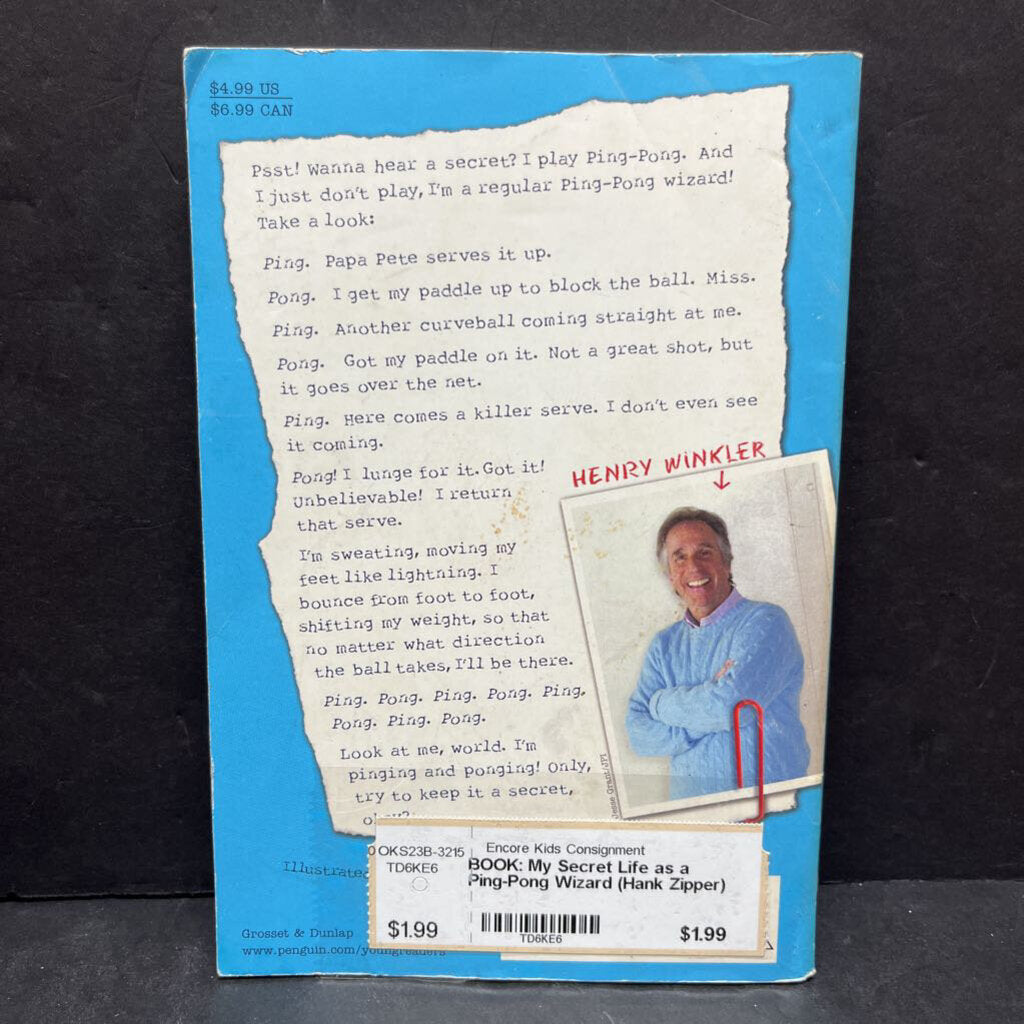 $4.99 US
$6.99 CAN
Psst! Wanna hear a secret? I play Ping-Pong. And
I just don't play, I'm a regular Ping-Pong wizard!
Take a look:
Ping. Papa Pete serves it up.
Pong. I get my paddle up to block the ball. Miss.
Ping. Another curveball coming straight at me.
Pong. Got my paddle on it. Not a great shot, but
it goes over the net.
Ping. Here comes a killer serve. I don't even see
it coming.
Pong! I lunge for it. Got it!
Unbelievable! I return
that serve.
I'm sweating, moving my
feet like lightning. I
bounce from foot to foot,
shifting my weight, so that
no matter what direction
the ball takes, I'll be there.
Ping. Pong. Ping. Pong. Ping.
Pong. Ping. Pong.
Look at me, world. I'm
pinging and ponging! Only,
try to keep it a secret,
okay?
HENRY WINKLER
Jesse Grant/JPI
Illustrated
OKS23B-3215
TD6KE6
$1.99
Encore Kids Consignment
BOOK: My Secret Life as a
Ping-Pong Wizard (Hank Zipper)
TD6KE6
$1.99
Grosset & Dunlap
www.penguin.com/youngreaders